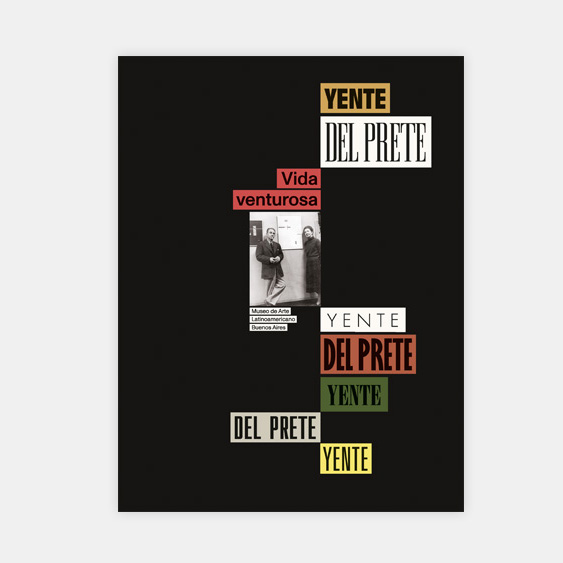 YENTE
DEL PRETE
Vida
venturosa
Museo de Arte
Latinoamericano
Buenos Aires
YENTE
DEL PRETE
YENTE
DEL PRETE
YENTE